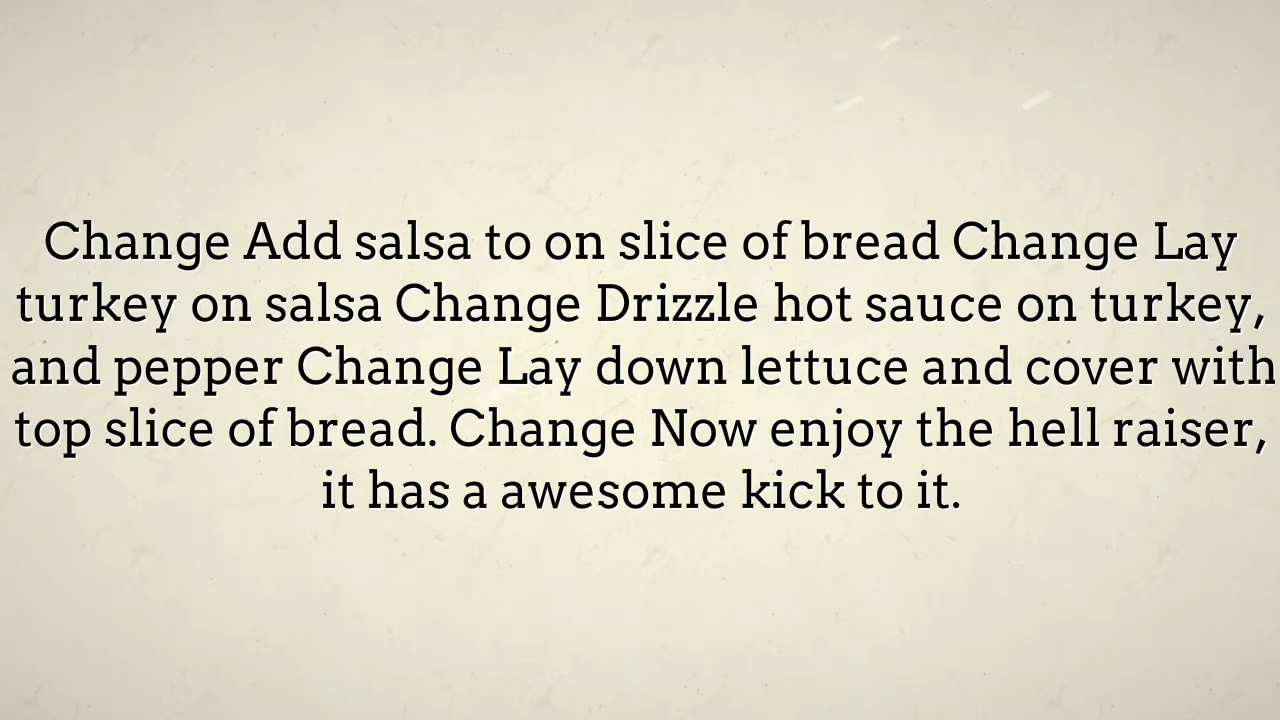 Change Add salsa to on slice of bread Change Lay
turkey on salsa Change Drizzle hot sauce on turkey,
and pepper Change Lay down lettuce and cover with
top slice of bread. Change Now enjoy the hell raiser,
it has a awesome kick to it.